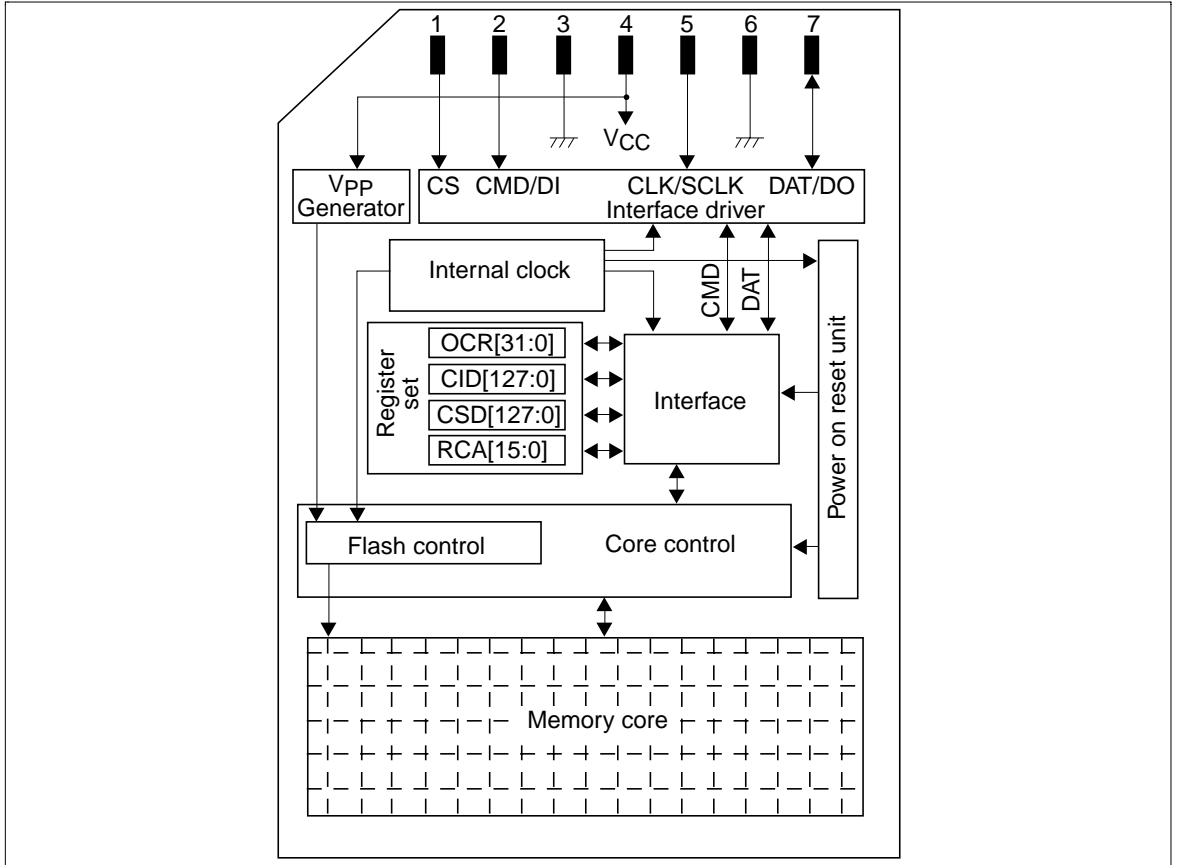 1 2 3 4 5 6 7
VCC
VPP
Generator
CS CMD/DI CLK/SCLK DAT/DO
Interface driver
Internal clock
CMD
DAT
Register
set
OCR[31:0]
CID[127:0]
CSD[127:0]
RCA[15:0]
Interface
Power on reset unit
Flash control
Core control
Memory core